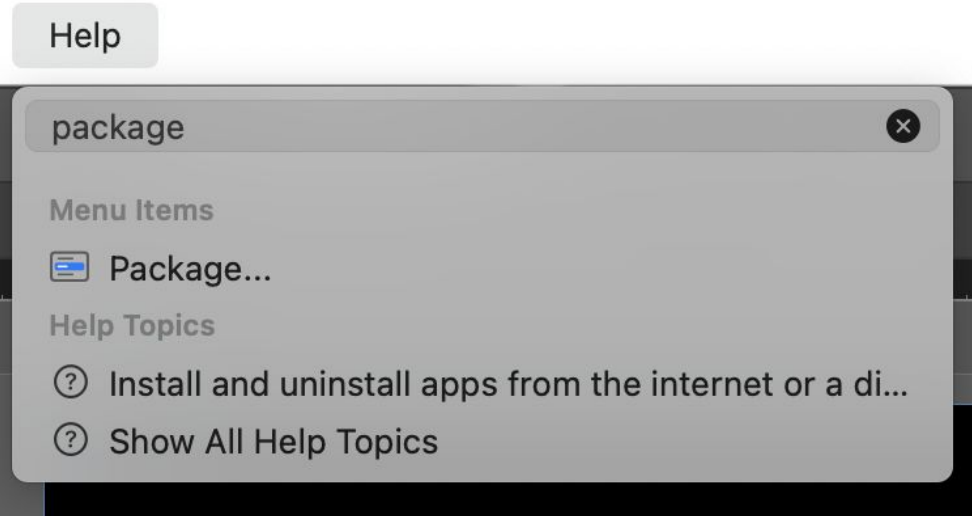 Help
package
Menu Items
Package...
Help Topics
Install and uninstall apps from the internet or a di...
Show All Help Topics